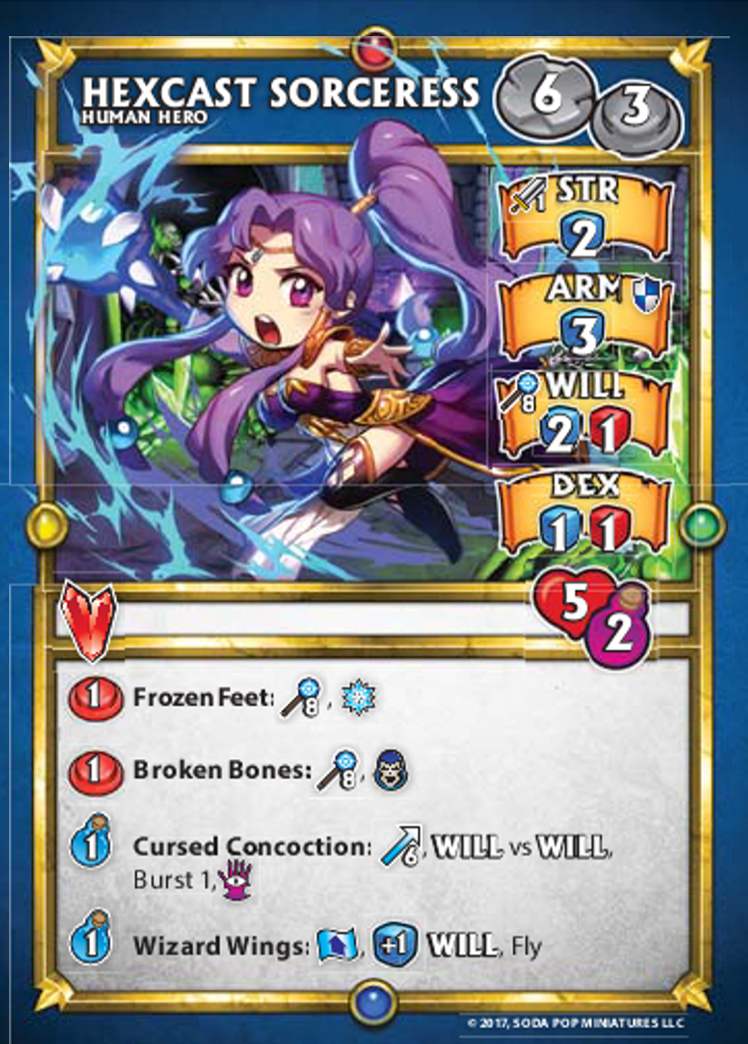 HEXCAST SORCERESS
HUMAN HERO
6 3
STR
2
ARM
3
8 WILL
2 1
DEX
1 1
5 2
1 Frozen Feet: 8,
1 Broken Bones: 8,
1 Cursed Concoction: 6, WILL vs WILL,
Burst 1,
1 Wizard Wings: , +1 WILL, Fly
© 2017, SODA POP MINIATURES LLC